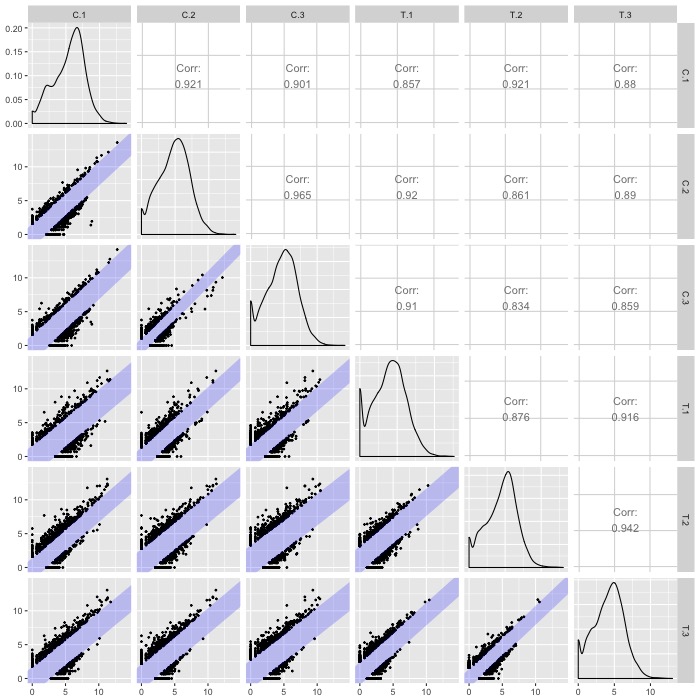 C.1 C.2 C.3 T.1 T.2 T.3
0.20
0.15
0.10
0.05
0.00
Corr:
0.921
Corr:
0.901
Corr:
0.857
Corr:
0.921
Corr:
0.88
C.1
10
5
0
Corr:
0.965
Corr:
0.92
Corr:
0.861
Corr:
0.89
C.2
10
5
0
Corr:
0.91
Corr:
0.834
Corr:
0.859
C.3
10
5
0
Corr:
0.876
Corr:
0.916
T.1
10
5
0
Corr:
0.942
T.2
10
5
0
T.3
0 5 10 0 5 10 0 5 10 0 5 10 0 5 10 0 5 10